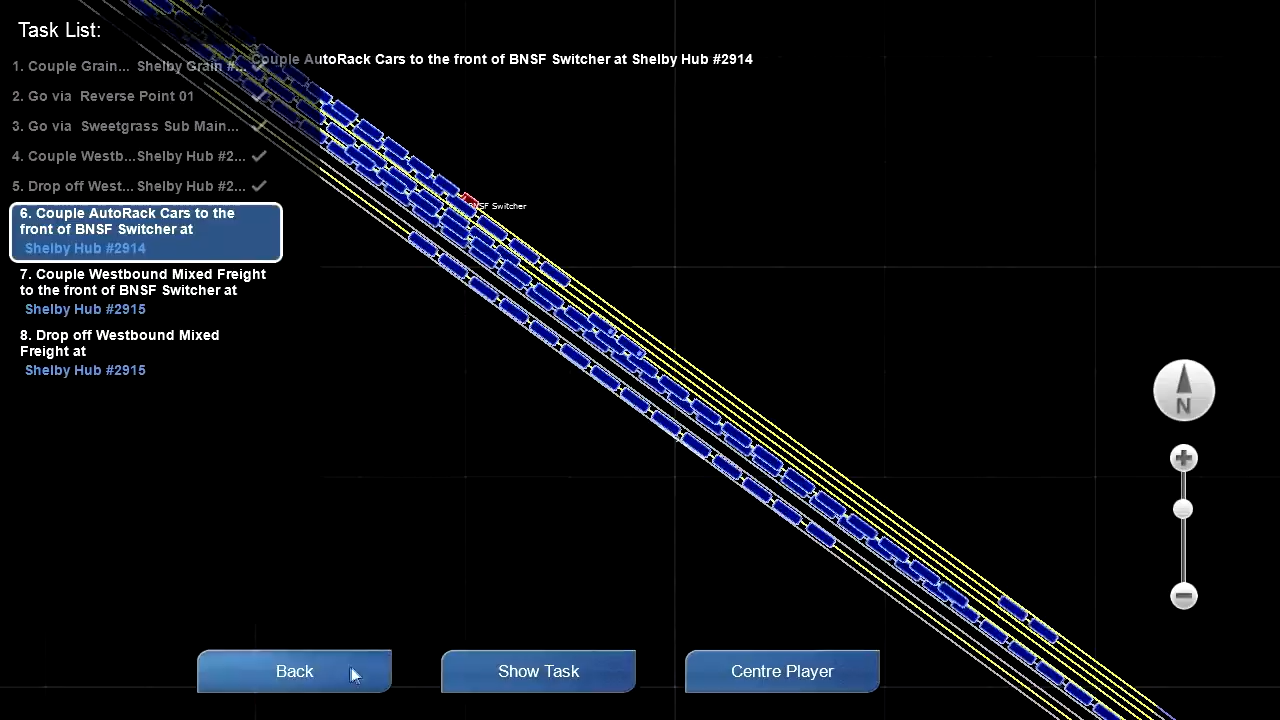 Task List:
Couple AutoRack Cars to the front of BNSF Switcher at Shelby Hub #2914
1. Couple Grain... Shelby Grain #...
2. Go via Reverse Point 01
3. Go via Sweetgrass Sub Main...
4. Couple Westb... Shelby Hub #2...
5. Drop off West... Shelby Hub #2...
6. Couple AutoRack Cars to the
front of BNSF Switcher at
Shelby Hub #2914
7. Couple Westbound Mixed Freight
to the front of BNSF Switcher at
Shelby Hub #2915
8. Drop off Westbound Mixed
Freight at
Shelby Hub #2915
BNSF Switcher
N
Back
Show Task
Centre Player